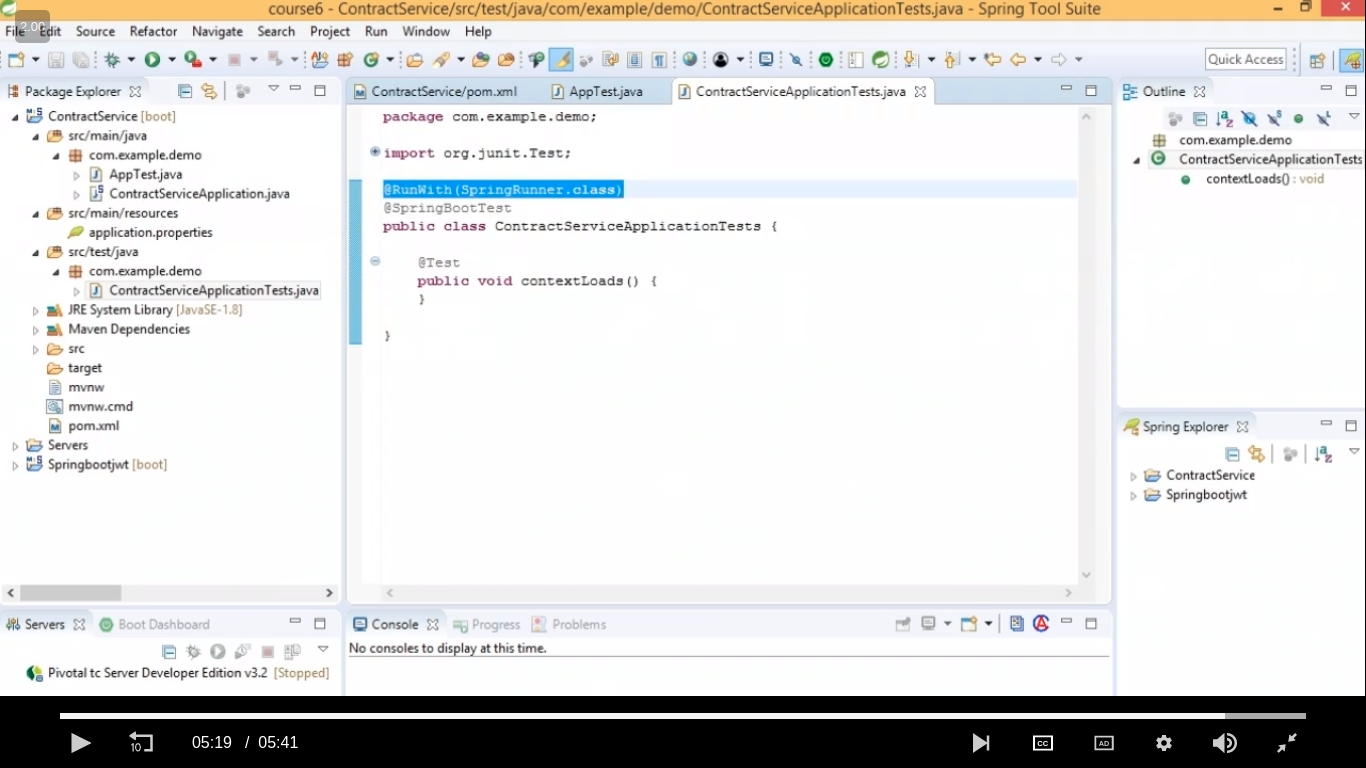 course6 - ContractService/src/test/java/com/example/demo/ContractServiceApplicationTests.java - Spring Tool Suite
2.00
File Edit Source Refactor Navigate Search Project Run Window Help
Quick Access
Package Explorer
ContractService [boot]
src/main/java
com.example.demo
AppTest.java
ContractServiceApplication.java
src/main/resources
application.properties
src/test/java
com.example.demo
ContractServiceApplicationTests.java
JRE System Library [JavaSE-1.8]
Maven Dependencies
src
target
mvnw
mvnw.cmd
pom.xml
Servers
Springbootjwt [boot]
ContractService/pom.xml AppTest.java ContractServiceApplicationTests.java
package com.example.demo;
import org.junit.Test;
@RunWith(SpringRunner.class)
@SpringBootTest
public class ContractServiceApplicationTests {
@Test
public void contextLoads() {
}
}
Outline
com.example.demo
ContractServiceApplicationTests
contextLoads() : void
Spring Explorer
ContractService
Springbootjwt
Servers Boot Dashboard
Pivotal tc Server Developer Edition v3.2 [Stopped]
Console Progress Problems
No consoles to display at this time.
10 05:19 / 05:41 CC AD